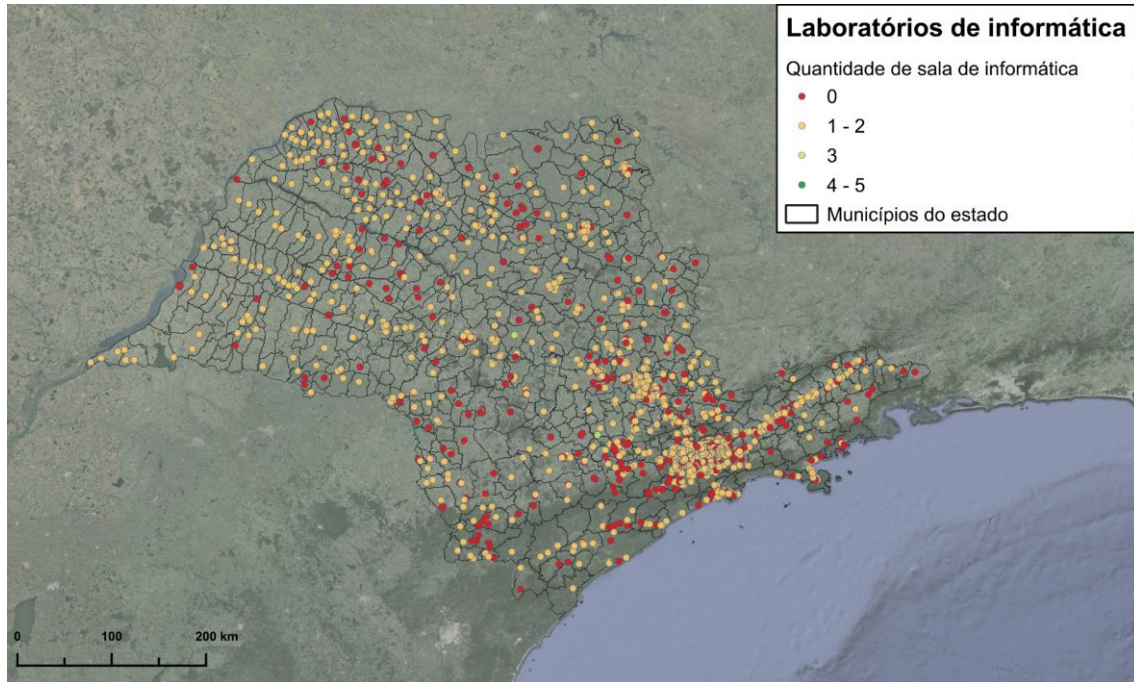 Laboratórios de informática
Quantidade de sala de informática
0
1 - 2
3
4 - 5
Municípios do estado
0 100 200 km